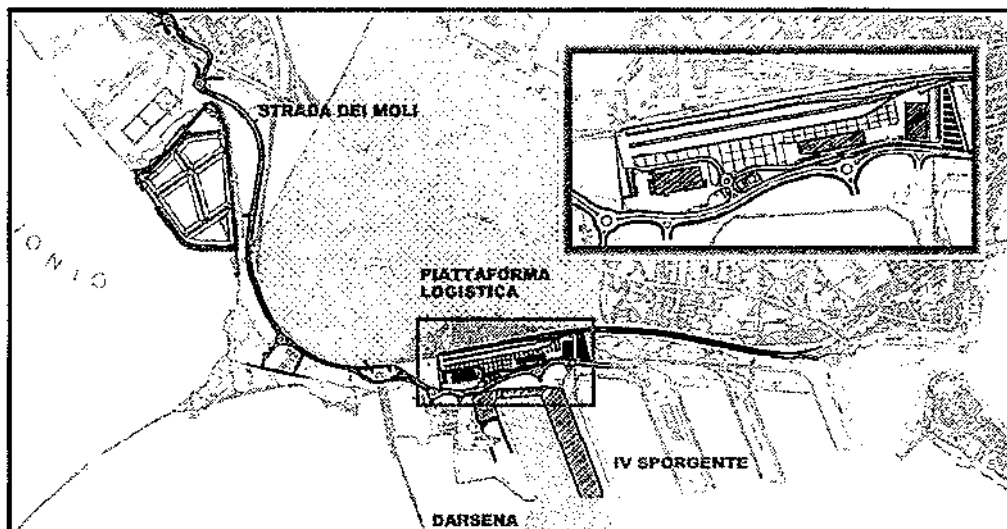 STRADA DEI MOLI
PIATTAFORMA
LOGISTICA
IV SPORGENTE
DARSENA